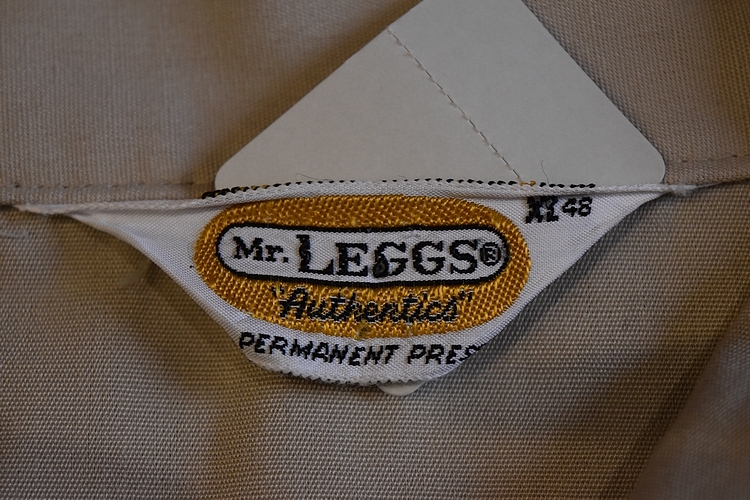 XL 48
Mr. LEGGS®
"Authentics"
PERMANENT PRES